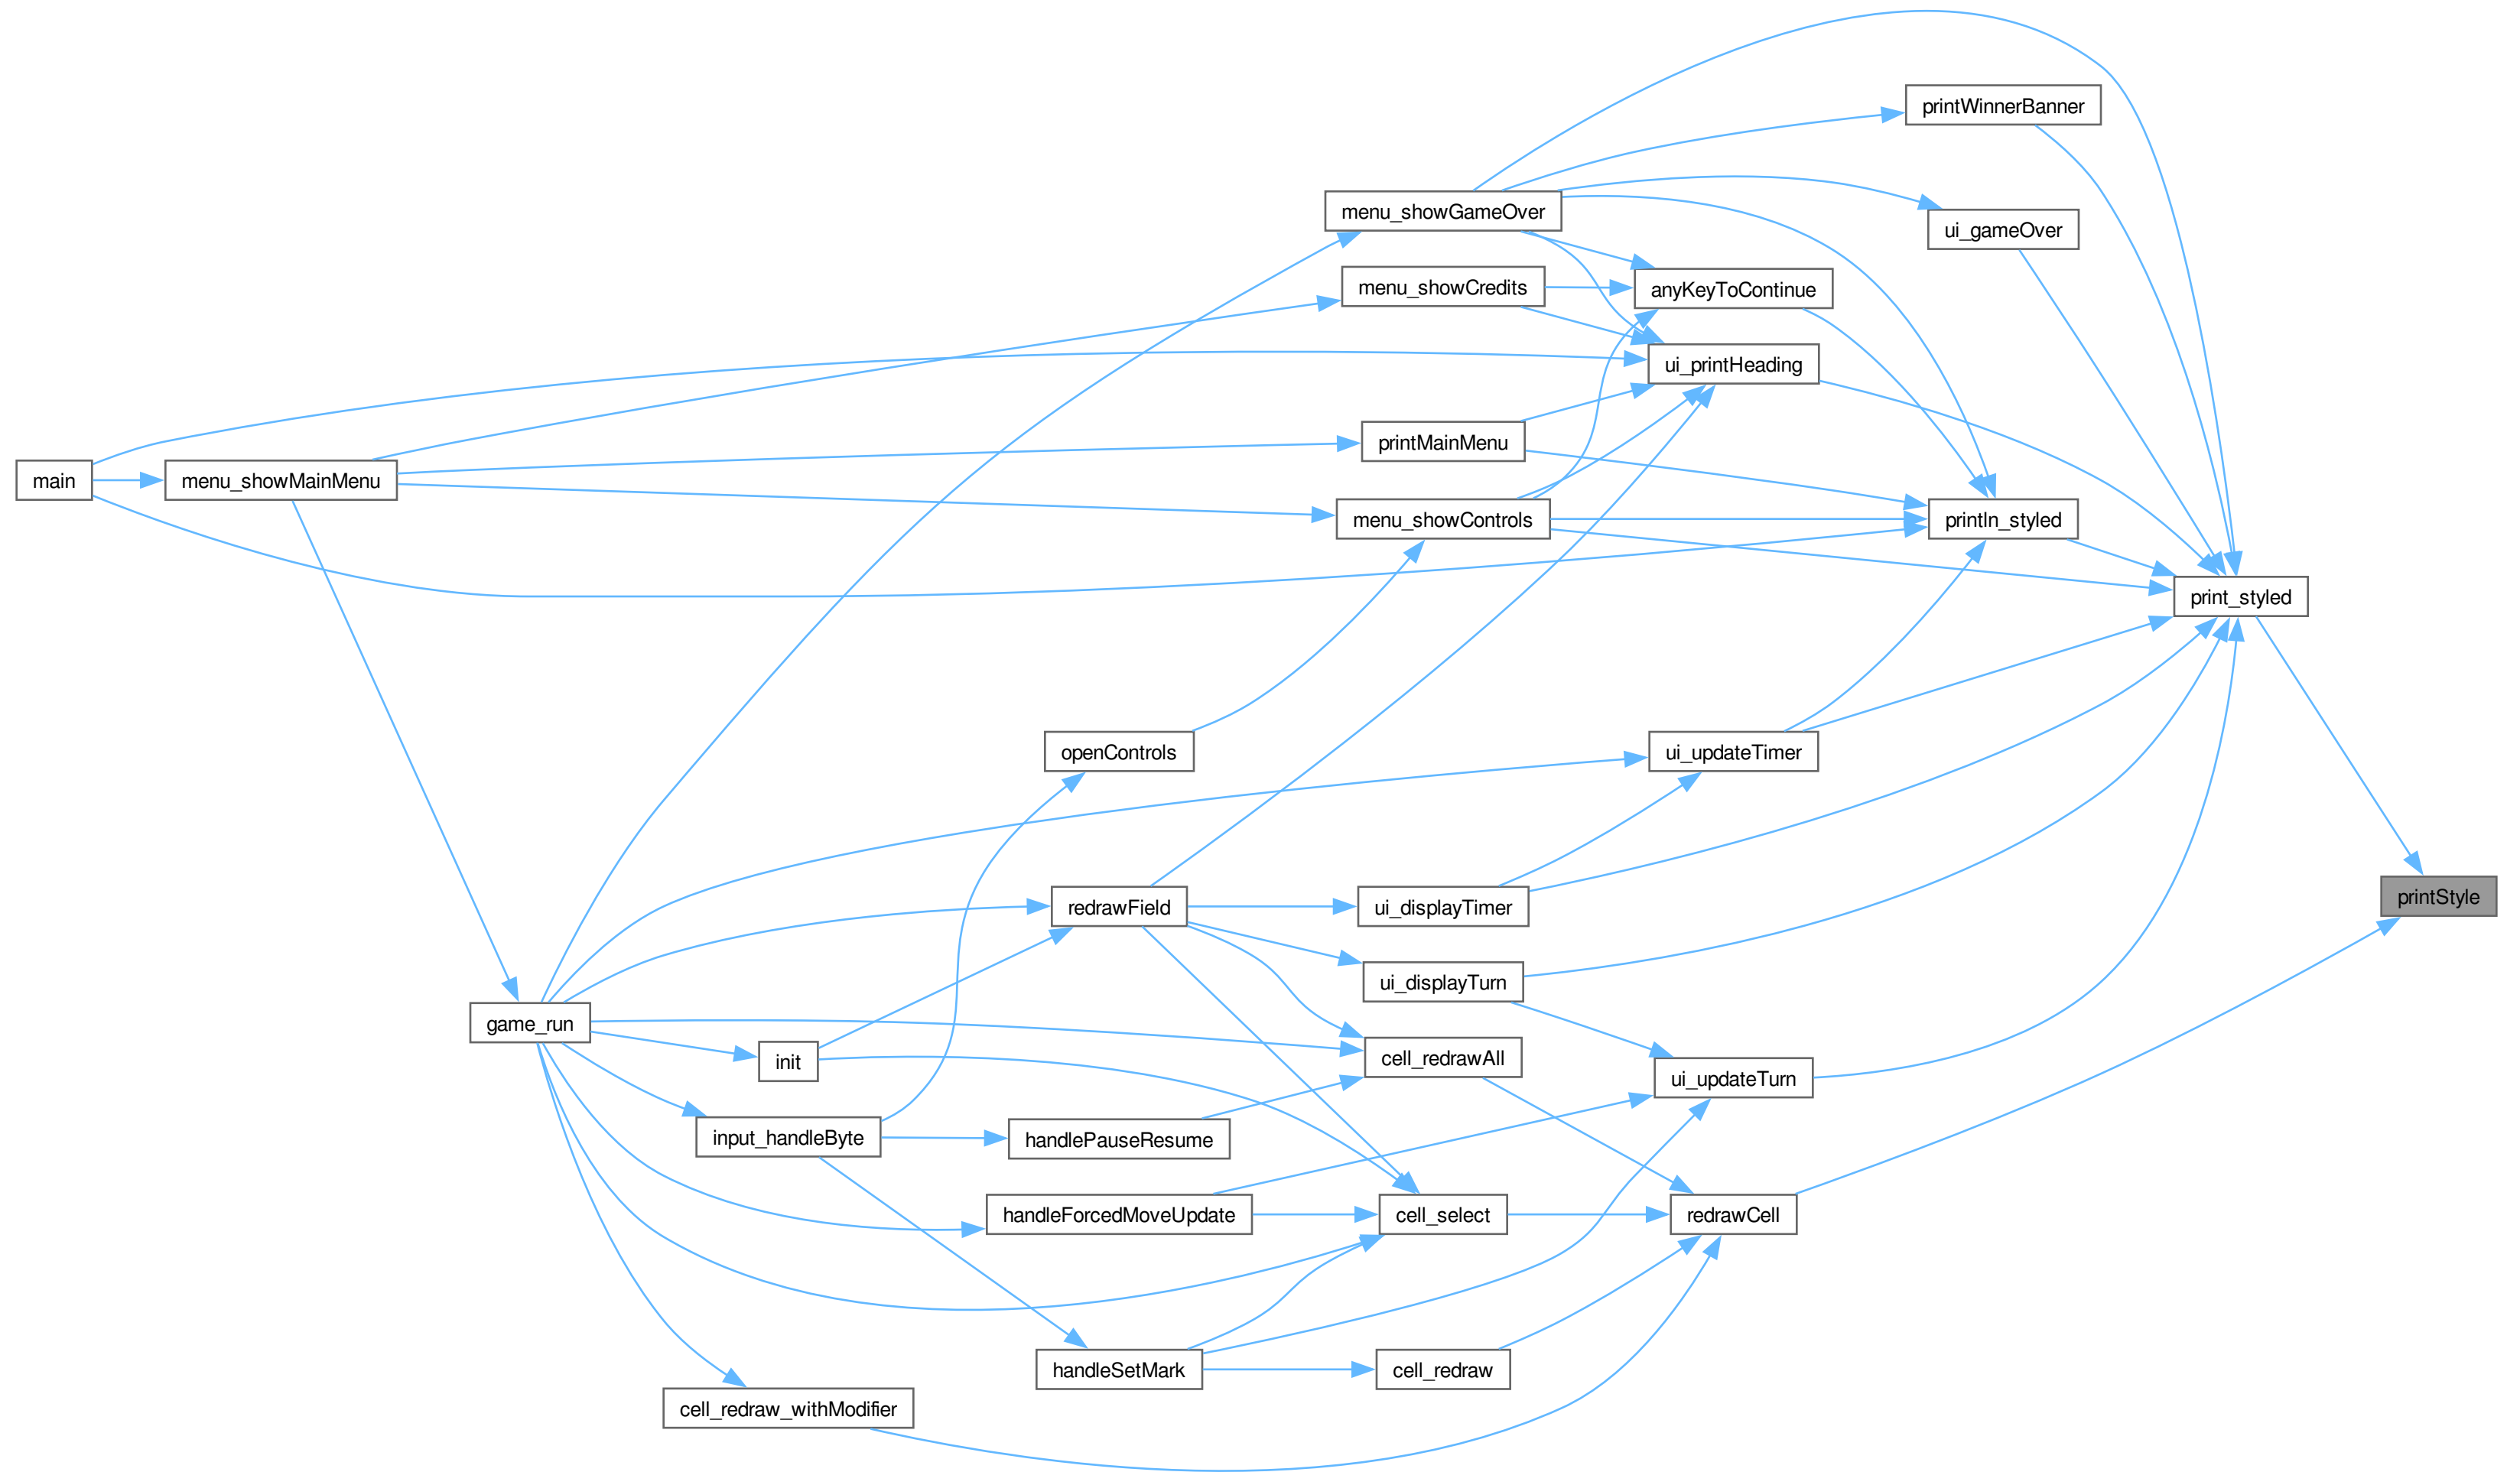 printWinnerBanner
menu_showGameOver
ui_gameOver
menu_showCredits
anyKeyToContinue
ui_printHeading
printMainMenu
main
menu_showMainMenu
menu_showControls
println_styled
print_styled
openControls
ui_updateTimer
printStyle
redrawField
ui_displayTimer
ui_displayTurn
game_run
init
cell_redrawAll
ui_updateTurn
input_handleByte
handlePauseResume
handleForcedMoveUpdate
cell_select
redrawCell
handleSetMark
cell_redraw
cell_redraw_withModifier